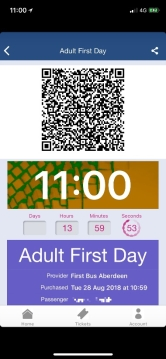 11:00
4G
Adult First Day
11:00
Days Hours Minutes Seconds
13 59 53
Adult First Day
Provider First Bus Aberdeen
Purchased Tue 28 Aug 2018 at 10:59
Passenger
Home Tickets Account